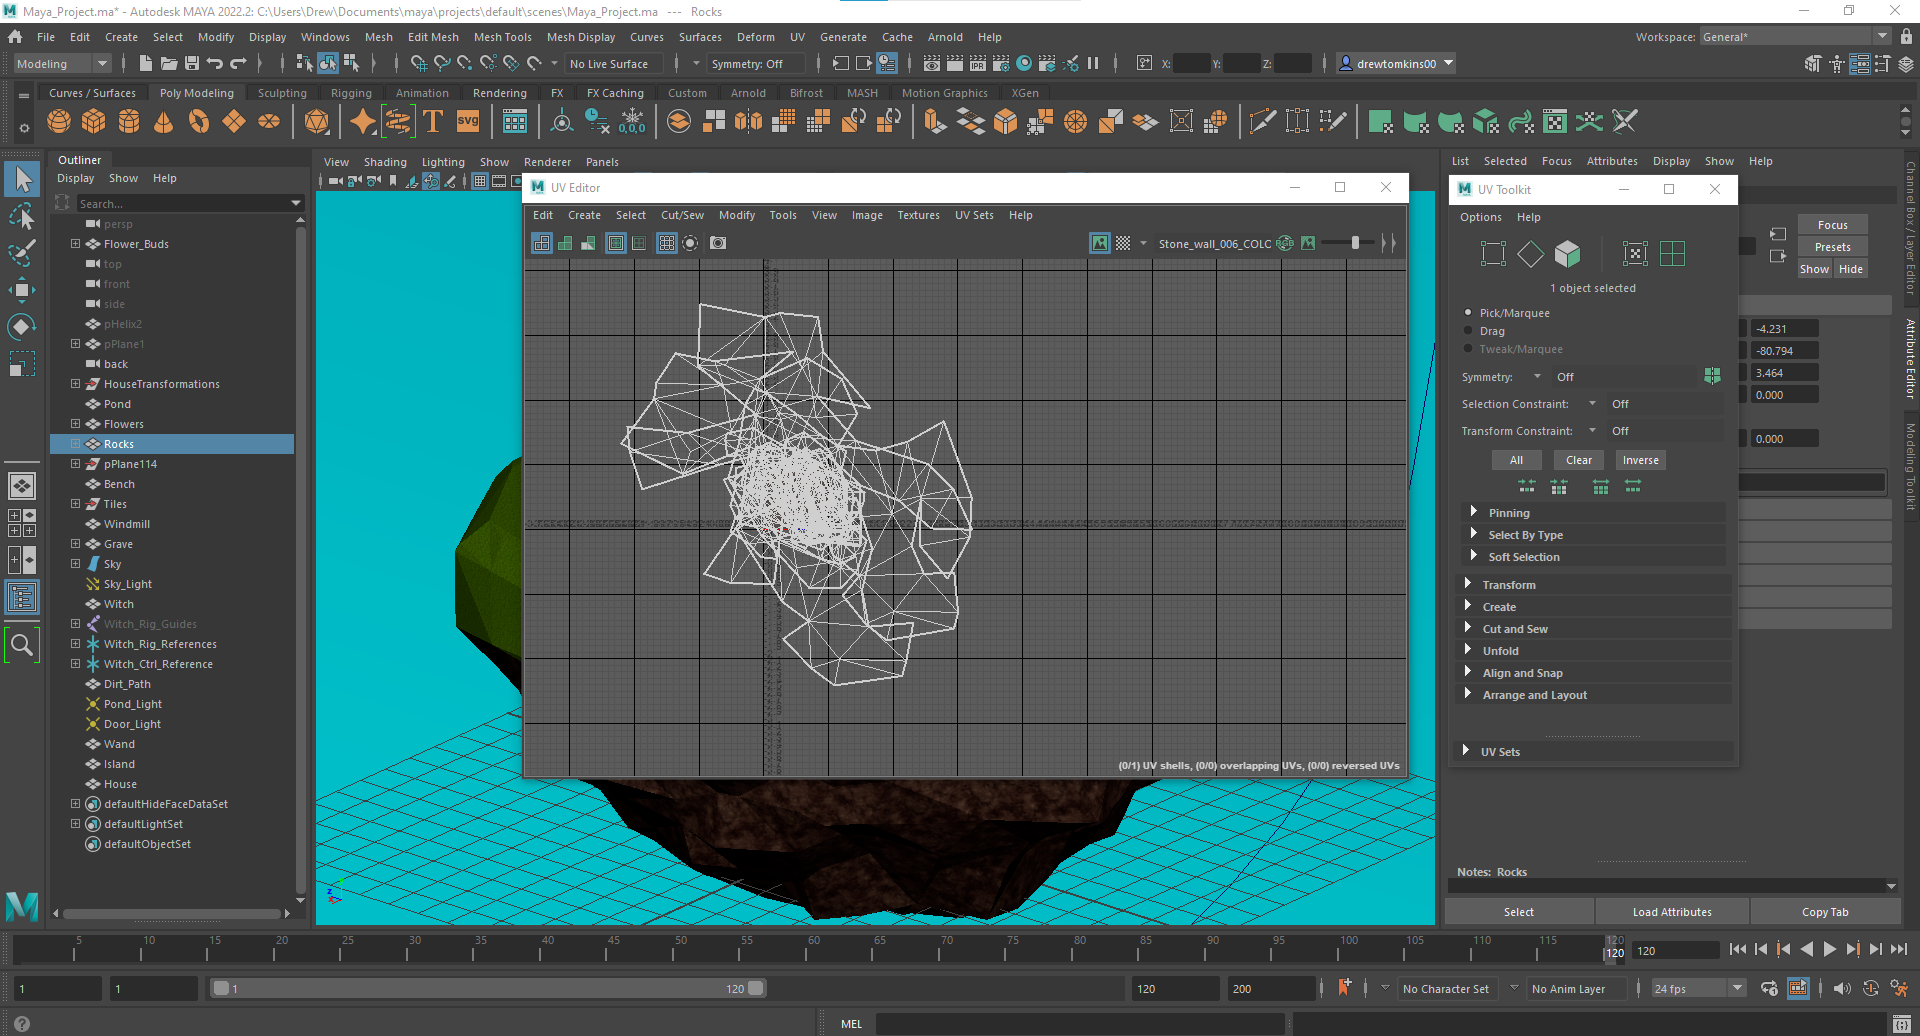 Maya_Project.ma* - Autodesk MAYA 2022.2: C:\Users\Drew\Documents\maya\projects\default\scenes\Maya_Project.ma   ---   Rocks
File Edit Create Select Modify Display Windows Mesh Edit Mesh Mesh Tools Mesh Display Curves Surfaces Deform UV Generate Cache Arnold Help
Workspace: General*
Modeling No Live Surface Symmetry: Off X: Y: Z: drewtomkins00
Curves / Surfaces Poly Modeling Sculpting Rigging Animation Rendering FX FX Caching Custom Arnold Bifrost MASH Motion Graphics XGen
Outliner
Display Show Help
Search...
persp
Flower_Buds
top
front
side
pHelix2
pPlane1
back
HouseTransformations
Pond
Flowers
Rocks
pPlane114
Bench
Tiles
Windmill
Grave
Sky
Sky_Light
Witch
Witch_Rig_Guides
Witch_Rig_References
Witch_Ctrl_Reference
Dirt_Path
Pond_Light
Door_Light
Wand
Island
House
defaultHideFaceDataSet
defaultLightSet
defaultObjectSet
View Shading Lighting Show Renderer Panels
UV Editor
Edit Create Select Cut/Sew Modify Tools View Image Textures UV Sets Help
Stone_wall_006_COLC
(0/1) UV shells, (0/0) overlapping UVs, (0/0) reversed UVs
List Selected Focus Attributes Display Show Help
UV Toolkit
Options Help
1 object selected
Pick/Marquee
Drag
Tweak/Marquee
Symmetry: Off
Selection Constraint: Off
Transform Constraint: Off
All Clear Inverse
Pinning
Select By Type
Soft Selection
Transform
Create
Cut and Sew
Unfold
Align and Snap
Arrange and Layout
UV Sets
Focus
Presets
Show Hide
-4.231
-80.794
3.464
0.000
0.000
Channel Box / Layer Editor
Attribute Editor
Modeling Toolkit
Notes: Rocks
Select Load Attributes Copy Tab
5 10 15 20 25 30 35 40 45 50 55 60 65 70 75 80 85 90 95 100 105 110 115 120
120 120
1 1 1 120 120 200 No Character Set No Anim Layer 24 fps
MEL